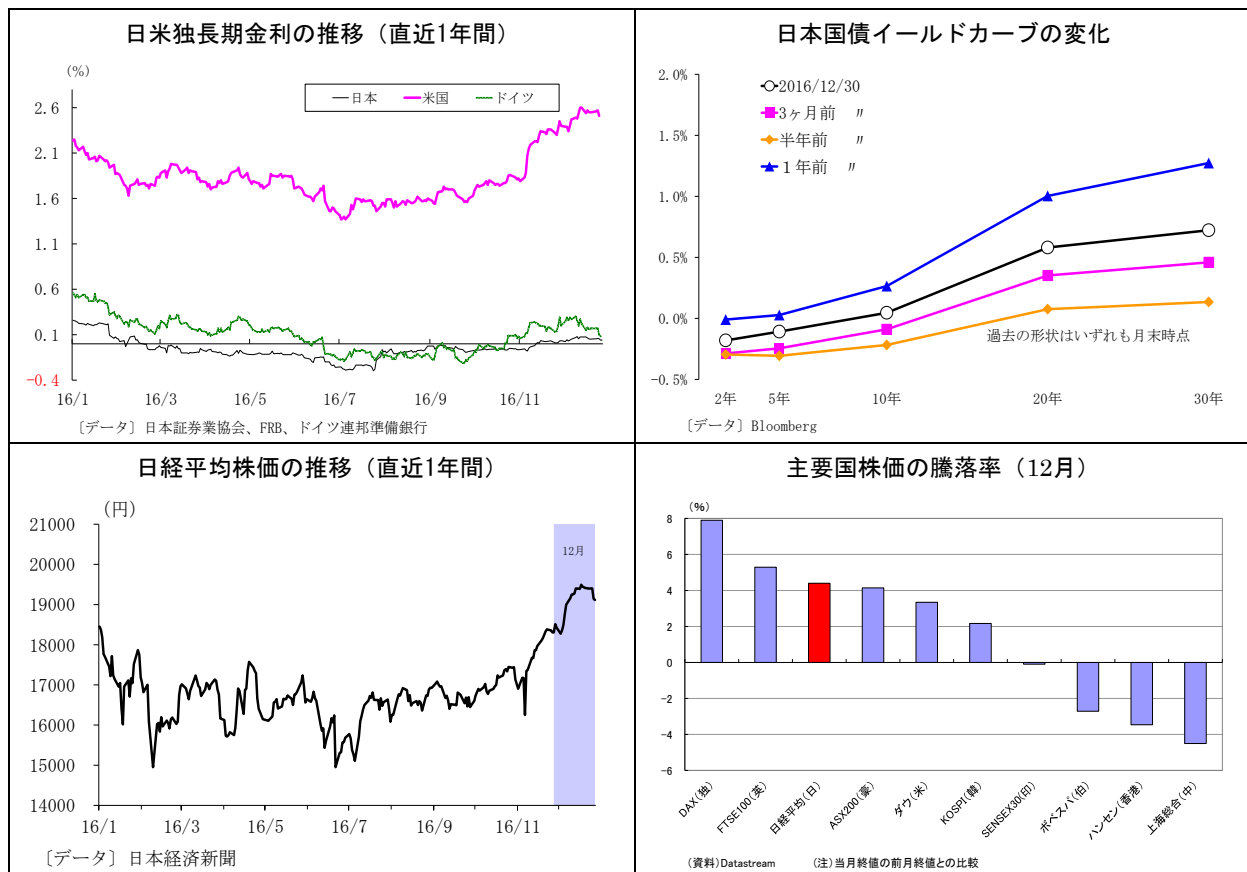 日米独長期金利の推移（直近1年間）
(%)
日本 米国 ドイツ
2.6
2.1
1.6
1.1
0.6
0.1
-0.4
16/1 16/3 16/5 16/7 16/9 16/11
〔データ〕日本証券業協会、FRB、ドイツ連邦準備銀行
日本国債イールドカーブの変化
2.0%
1.5%
1.0%
0.5%
0.0%
-0.5%
2016/12/30
3ヶ月前 〃
半年前 〃
１年前 〃
過去の形状はいずれも月末時点
2年 5年 10年 20年 30年
〔データ〕Bloomberg
日経平均株価の推移（直近1年間）
(円)
21000
20000
19000
18000
17000
16000
15000
14000
12月
16/1 16/3 16/5 16/7 16/9 16/11
〔データ〕日本経済新聞
主要国株価の騰落率（12月）
(%)
8
6
4
2
0
-2
-4
-6
DAX(独) FTSE100(英) 日経平均(日) ASX200(豪) ダウ(米) KOSPI(韓) SENSEX30(印) ボベスパ(伯) ハンセン(香港) 上海総合(中)
(資料)Datastream (注)当月終値の前月終値との比較